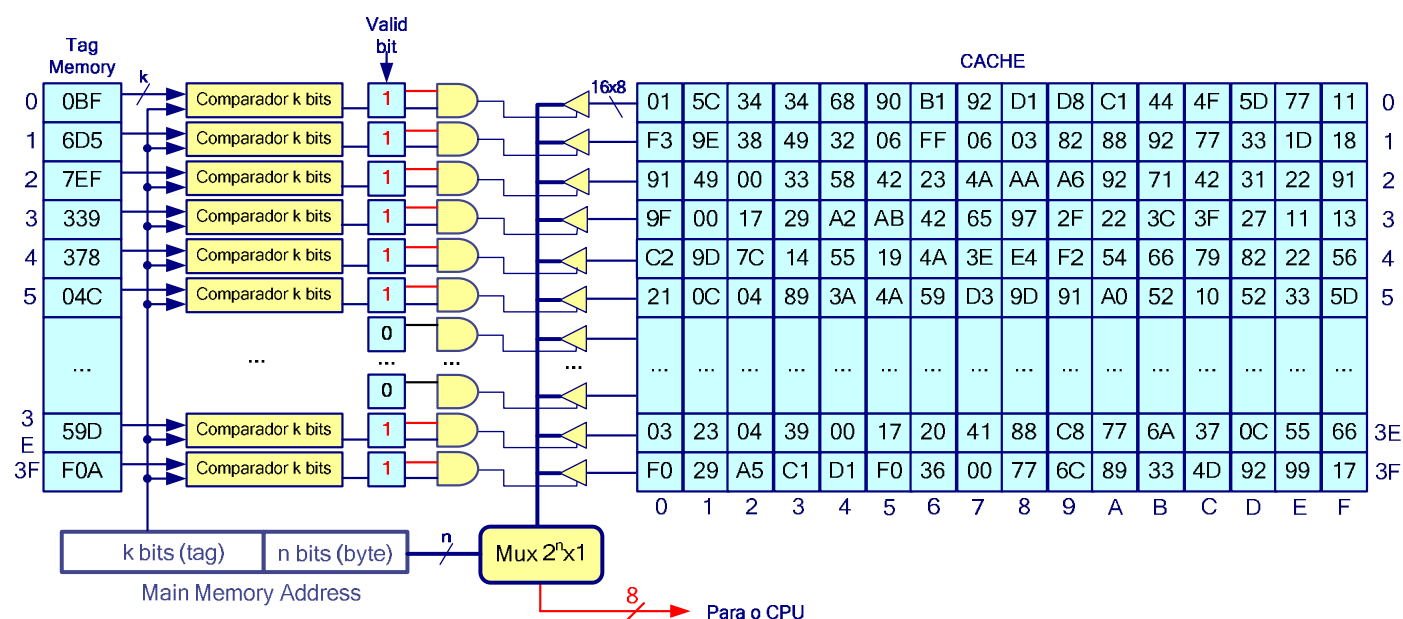 Valid
bit
Tag
Memory
CACHE
k
16x8
0 0BF Comparador k bits 1 01 5C 34 34 68 90 B1 92 D1 D8 C1 44 4F 5D 77 11 0
1 6D5 Comparador k bits 1 F3 9E 38 49 32 06 FF 06 03 82 88 92 77 33 1D 18 1
2 7EF Comparador k bits 1 91 49 00 33 58 42 23 4A AA A6 92 71 42 31 22 91 2
3 339 Comparador k bits 1 9F 00 17 29 A2 AB 42 65 97 2F 22 3C 3F 27 11 13 3
4 378 Comparador k bits 1 C2 9D 7C 14 55 19 4A 3E E4 F2 54 66 79 82 22 56 4
5 04C Comparador k bits 1 21 0C 04 89 3A 4A 59 D3 9D 91 A0 52 10 52 33 5D 5
0
... ... ... ... ... ... ... ... ... ... ... ... ... ... ... ... ... ... ... ... ...
0
3
E 59D Comparador k bits 1 03 23 04 39 00 17 20 41 88 C8 77 6A 37 0C 55 66 3E
3F F0A Comparador k bits 1 F0 29 A5 C1 D1 F0 36 00 77 6C 89 33 4D 92 99 17 3F
0 1 2 3 4 5 6 7 8 9 A B C D E F
k bits (tag) n bits (byte) n Mux 2ⁿx1
Main Memory Address
8
Para o CPU